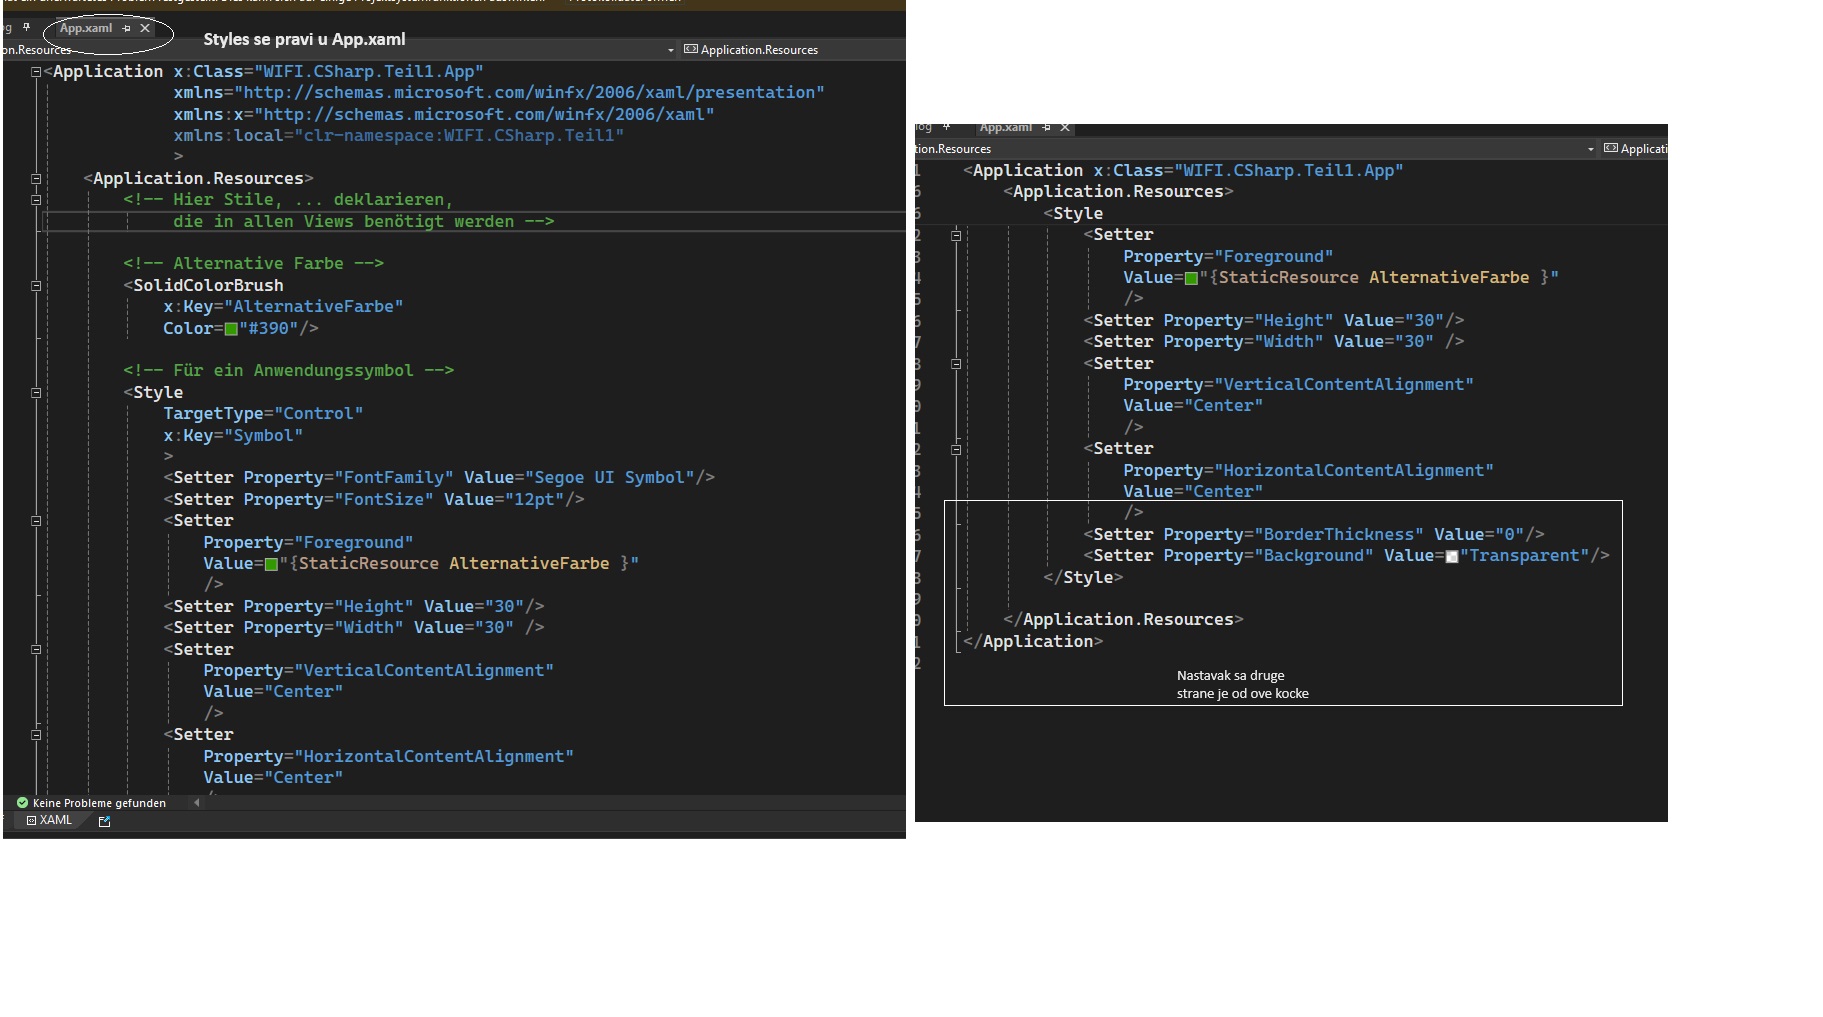 App.xaml
Styles se pravi u App.xaml
on.Resources
Application.Resources
<Application x:Class="WIFI.CSharp.Teil1.App"
xmlns="http://schemas.microsoft.com/winfx/2006/xaml/presentation"
xmlns:x="http://schemas.microsoft.com/winfx/2006/xaml"
xmlns:local="clr-namespace:WIFI.CSharp.Teil1"
>
<Application.Resources>
<!-- Hier Stile, ... deklarieren,
die in allen Views benötigt werden -->
<!-- Alternative Farbe -->
<SolidColorBrush
x:Key="AlternativeFarbe"
Color="#390"/>
<!-- Für ein Anwendungssymbol -->
<Style
TargetType="Control"
x:Key="Symbol"
>
<Setter Property="FontFamily" Value="Segoe UI Symbol"/>
<Setter Property="FontSize" Value="12pt"/>
<Setter
Property="Foreground"
Value="{StaticResource AlternativeFarbe }"
/>
<Setter Property="Height" Value="30"/>
<Setter Property="Width" Value="30" />
<Setter
Property="VerticalContentAlignment"
Value="Center"
/>
<Setter
Property="HorizontalContentAlignment"
Value="Center"
Keine Probleme gefunden
XAML
og
App.xaml
tion.Resources
Applicati
<Application x:Class="WIFI.CSharp.Teil1.App"
<Application.Resources>
<Style
<Setter
Property="Foreground"
Value="{StaticResource AlternativeFarbe }"
/>
<Setter Property="Height" Value="30"/>
<Setter Property="Width" Value="30" />
<Setter
Property="VerticalContentAlignment"
Value="Center"
/>
<Setter
Property="HorizontalContentAlignment"
Value="Center"
/>
<Setter Property="BorderThickness" Value="0"/>
<Setter Property="Background" Value="Transparent"/>
</Style>
</Application.Resources>
</Application>
Nastavak sa druge
strane je od ove kocke